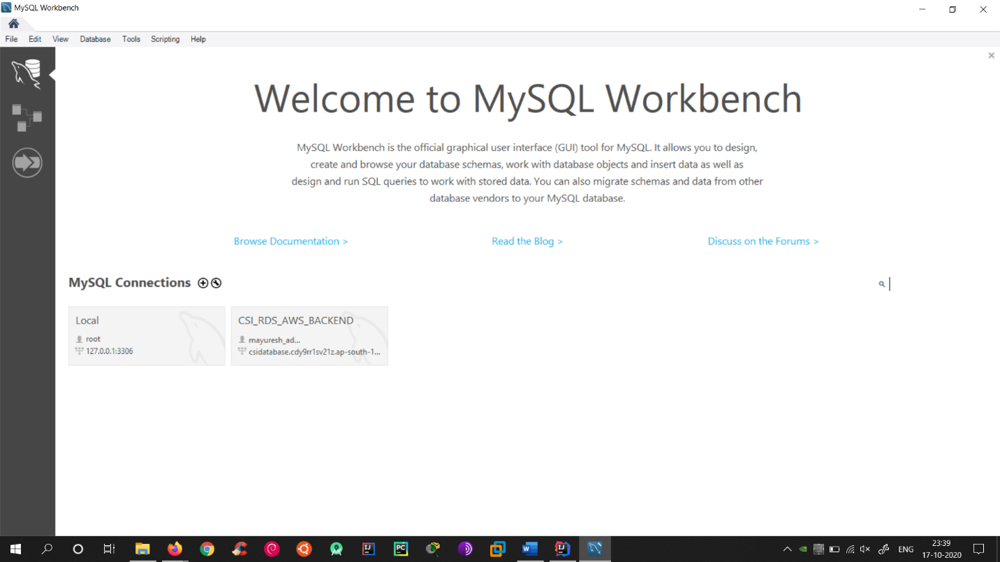 MySQL Workbench
File Edit View Database Tools Scripting Help
Welcome to MySQL Workbench
MySQL Workbench is the official graphical user interface (GUI) tool for MySQL. It allows you to design,
create and browse your database schemas, work with database objects and insert data as well as
design and run SQL queries to work with stored data. You can also migrate schemas and data from other
database vendors to your MySQL database.
Browse Documentation > Read the Blog > Discuss on the Forums >
MySQL Connections
Local
root
127.0.0.1:3306
CSI_RDS_AWS_BACKEND
mayuresh_ad...
csidatabase.cdy9rr1sv21z.ap-south-1...
ENG
23:39
17-10-2020